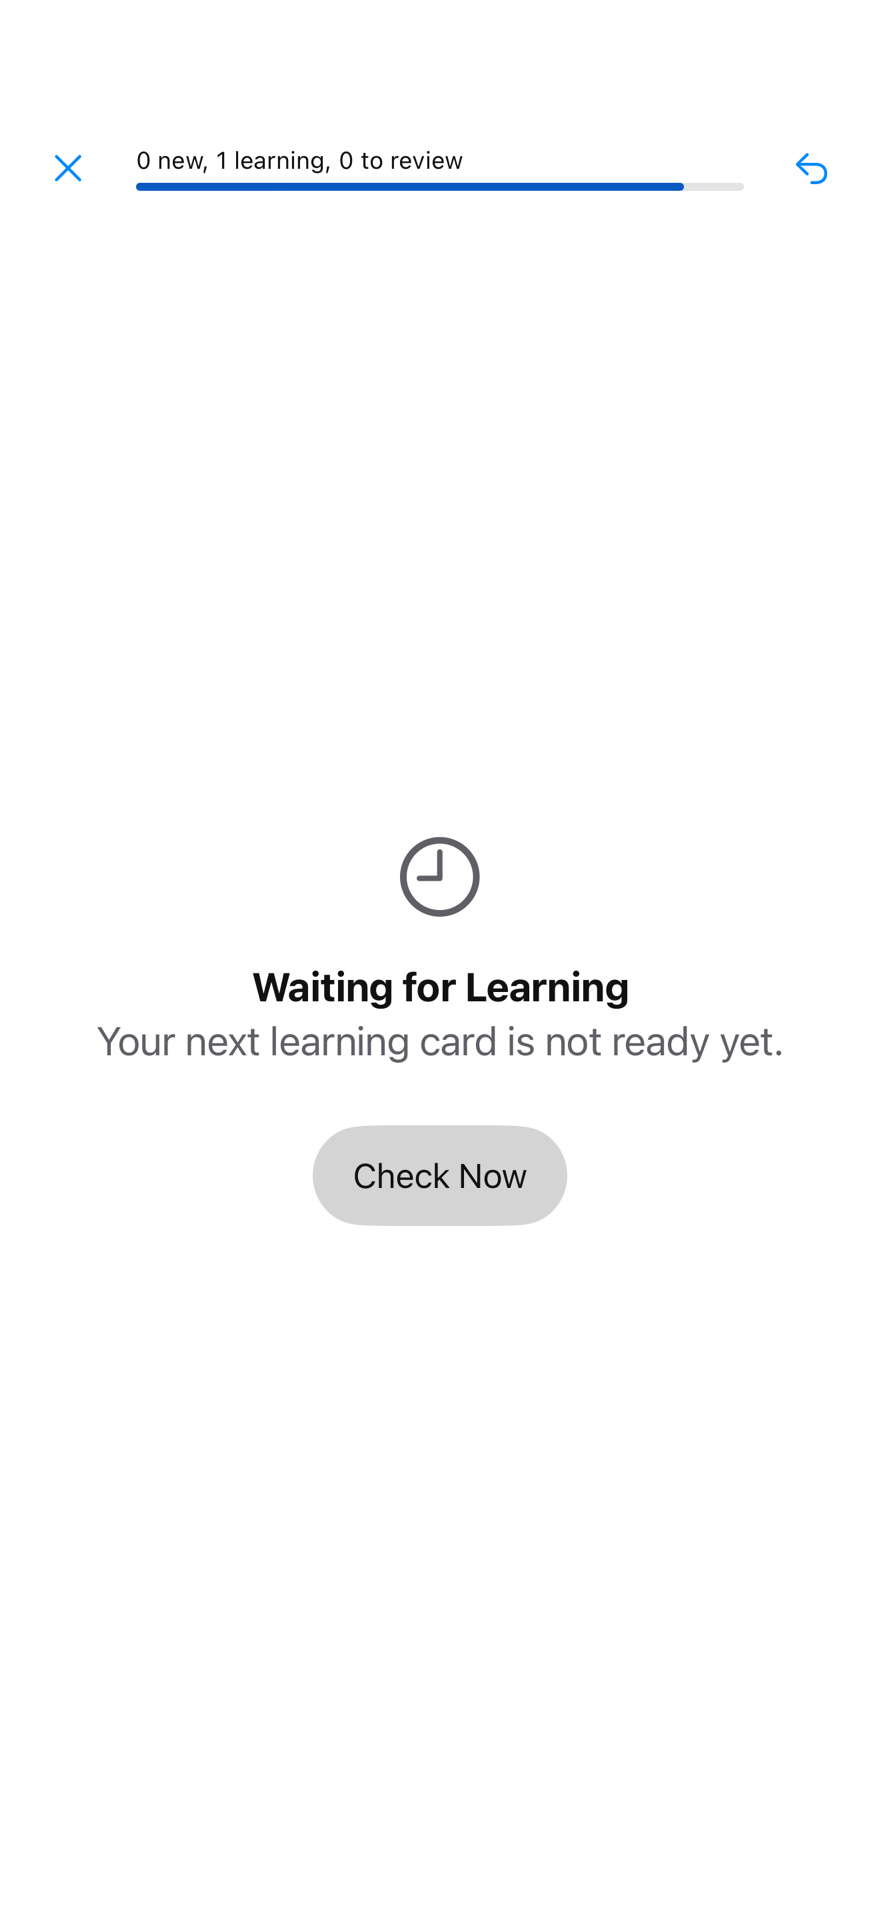 0 new, 1 learning, 0 to review
Waiting for Learning
Your next learning card is not ready yet.
Check Now